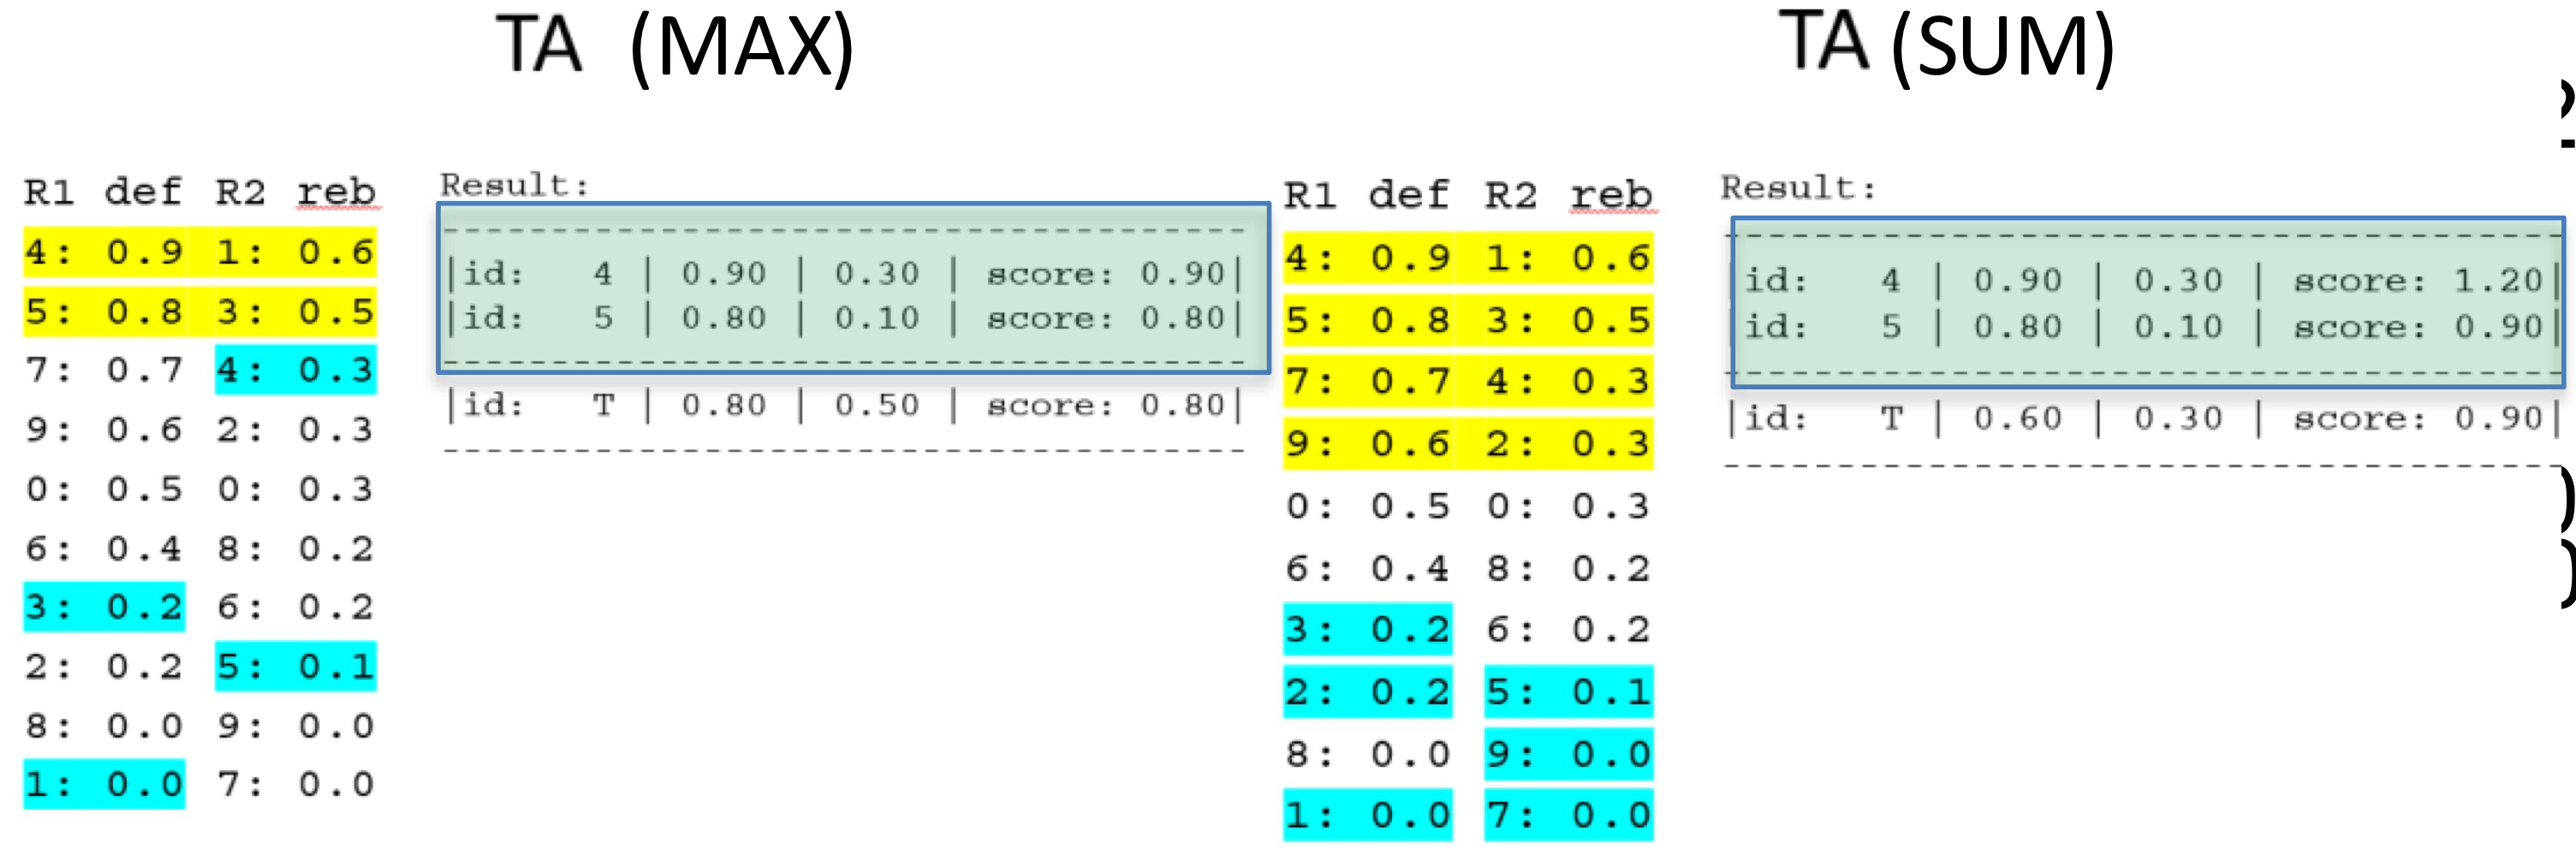 TA (MAX)
R1 def R2 reb
4: 0.9 1: 0.6
5: 0.8 3: 0.5
7: 0.7 4: 0.3
9: 0.6 2: 0.3
0: 0.5 0: 0.3
6: 0.4 8: 0.2
3: 0.2 6: 0.2
2: 0.2 5: 0.1
8: 0.0 9: 0.0
1: 0.0 7: 0.0
Result:
-------------------------------------
|id: 4 | 0.90 | 0.30 | score: 0.90|
|id: 5 | 0.80 | 0.10 | score: 0.80|
-------------------------------------
|id: T | 0.80 | 0.50 | score: 0.80|
-------------------------------------
TA (SUM)
R1 def R2 reb
4: 0.9 1: 0.6
5: 0.8 3: 0.5
7: 0.7 4: 0.3
9: 0.6 2: 0.3
0: 0.5 0: 0.3
6: 0.4 8: 0.2
3: 0.2 6: 0.2
2: 0.2 5: 0.1
8: 0.0 9: 0.0
1: 0.0 7: 0.0
Result:
-------------------------------------
|id: 4 | 0.90 | 0.30 | score: 1.20|
|id: 5 | 0.80 | 0.10 | score: 0.90|
-------------------------------------
|id: T | 0.60 | 0.30 | score: 0.90|
-------------------------------------